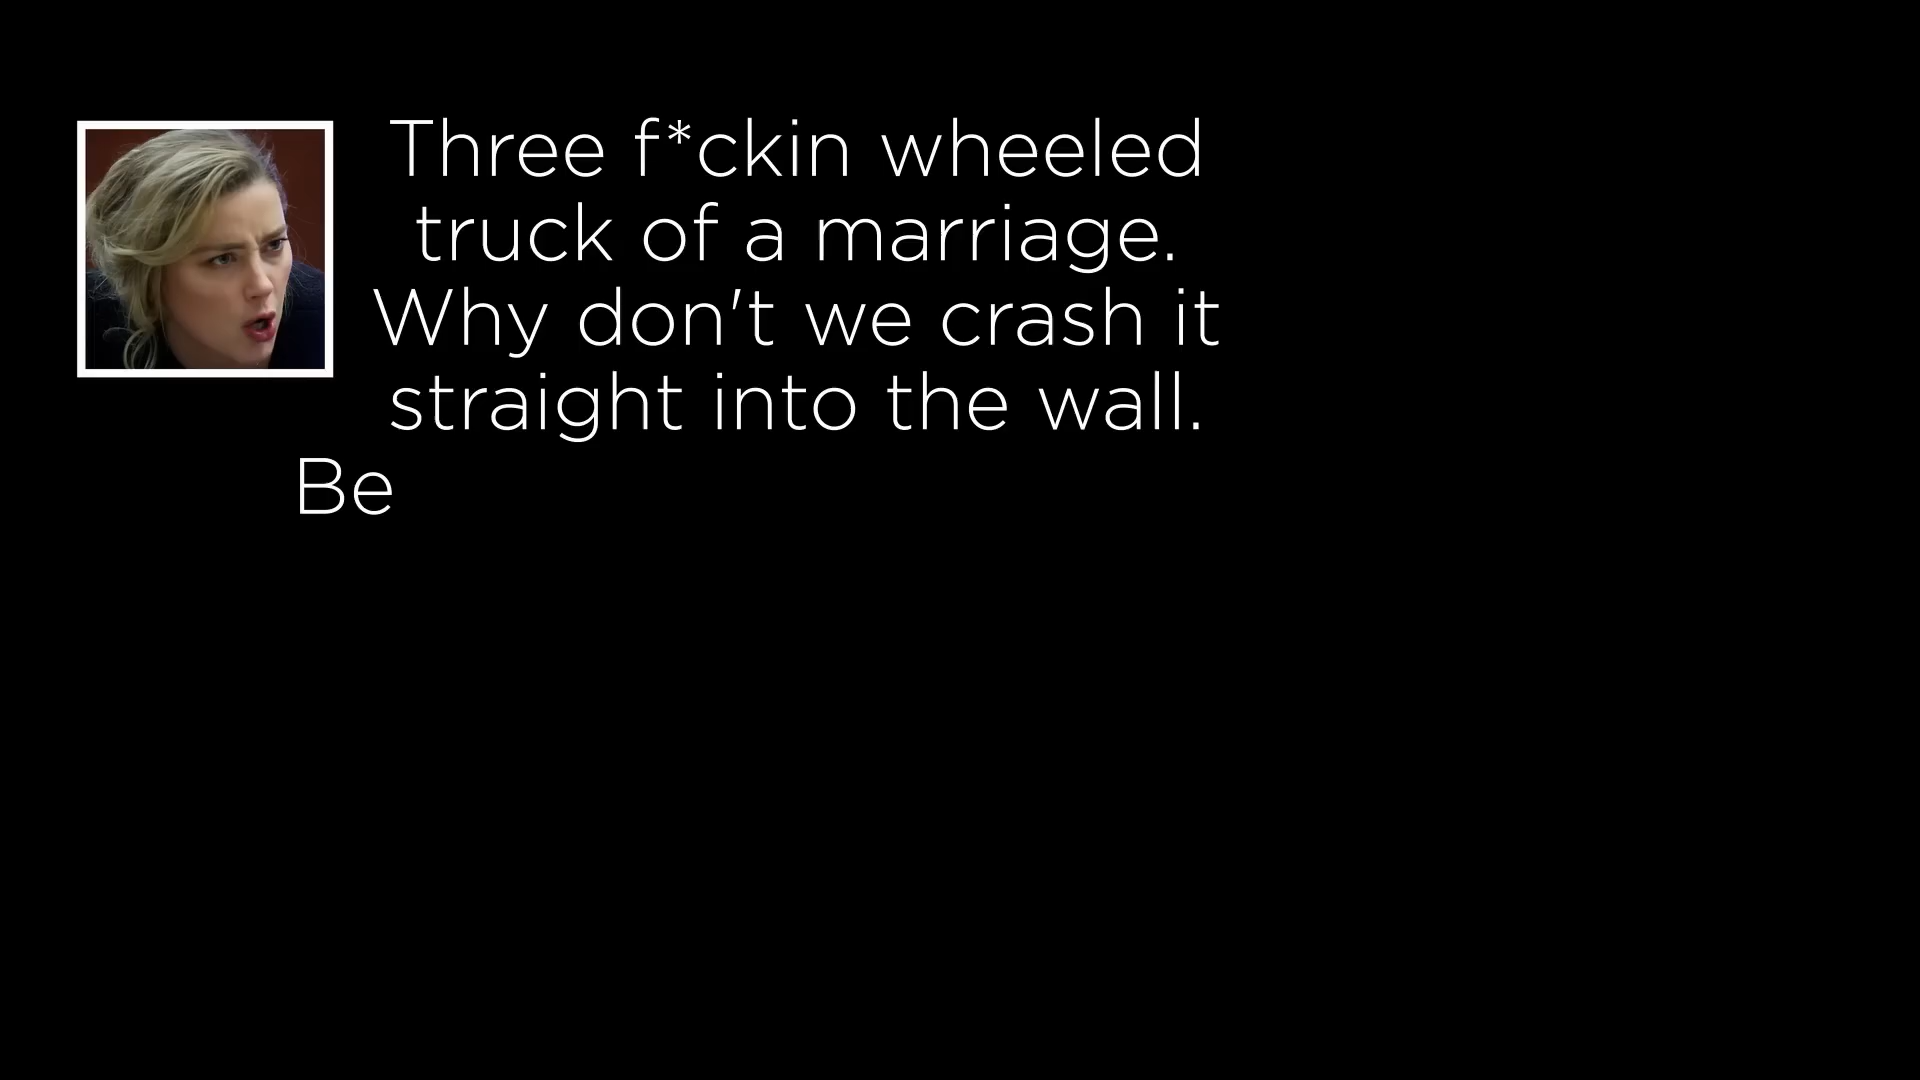 Three f*ckin wheeled
truck of a marriage.
Why don't we crash it
straight into the wall.
Be